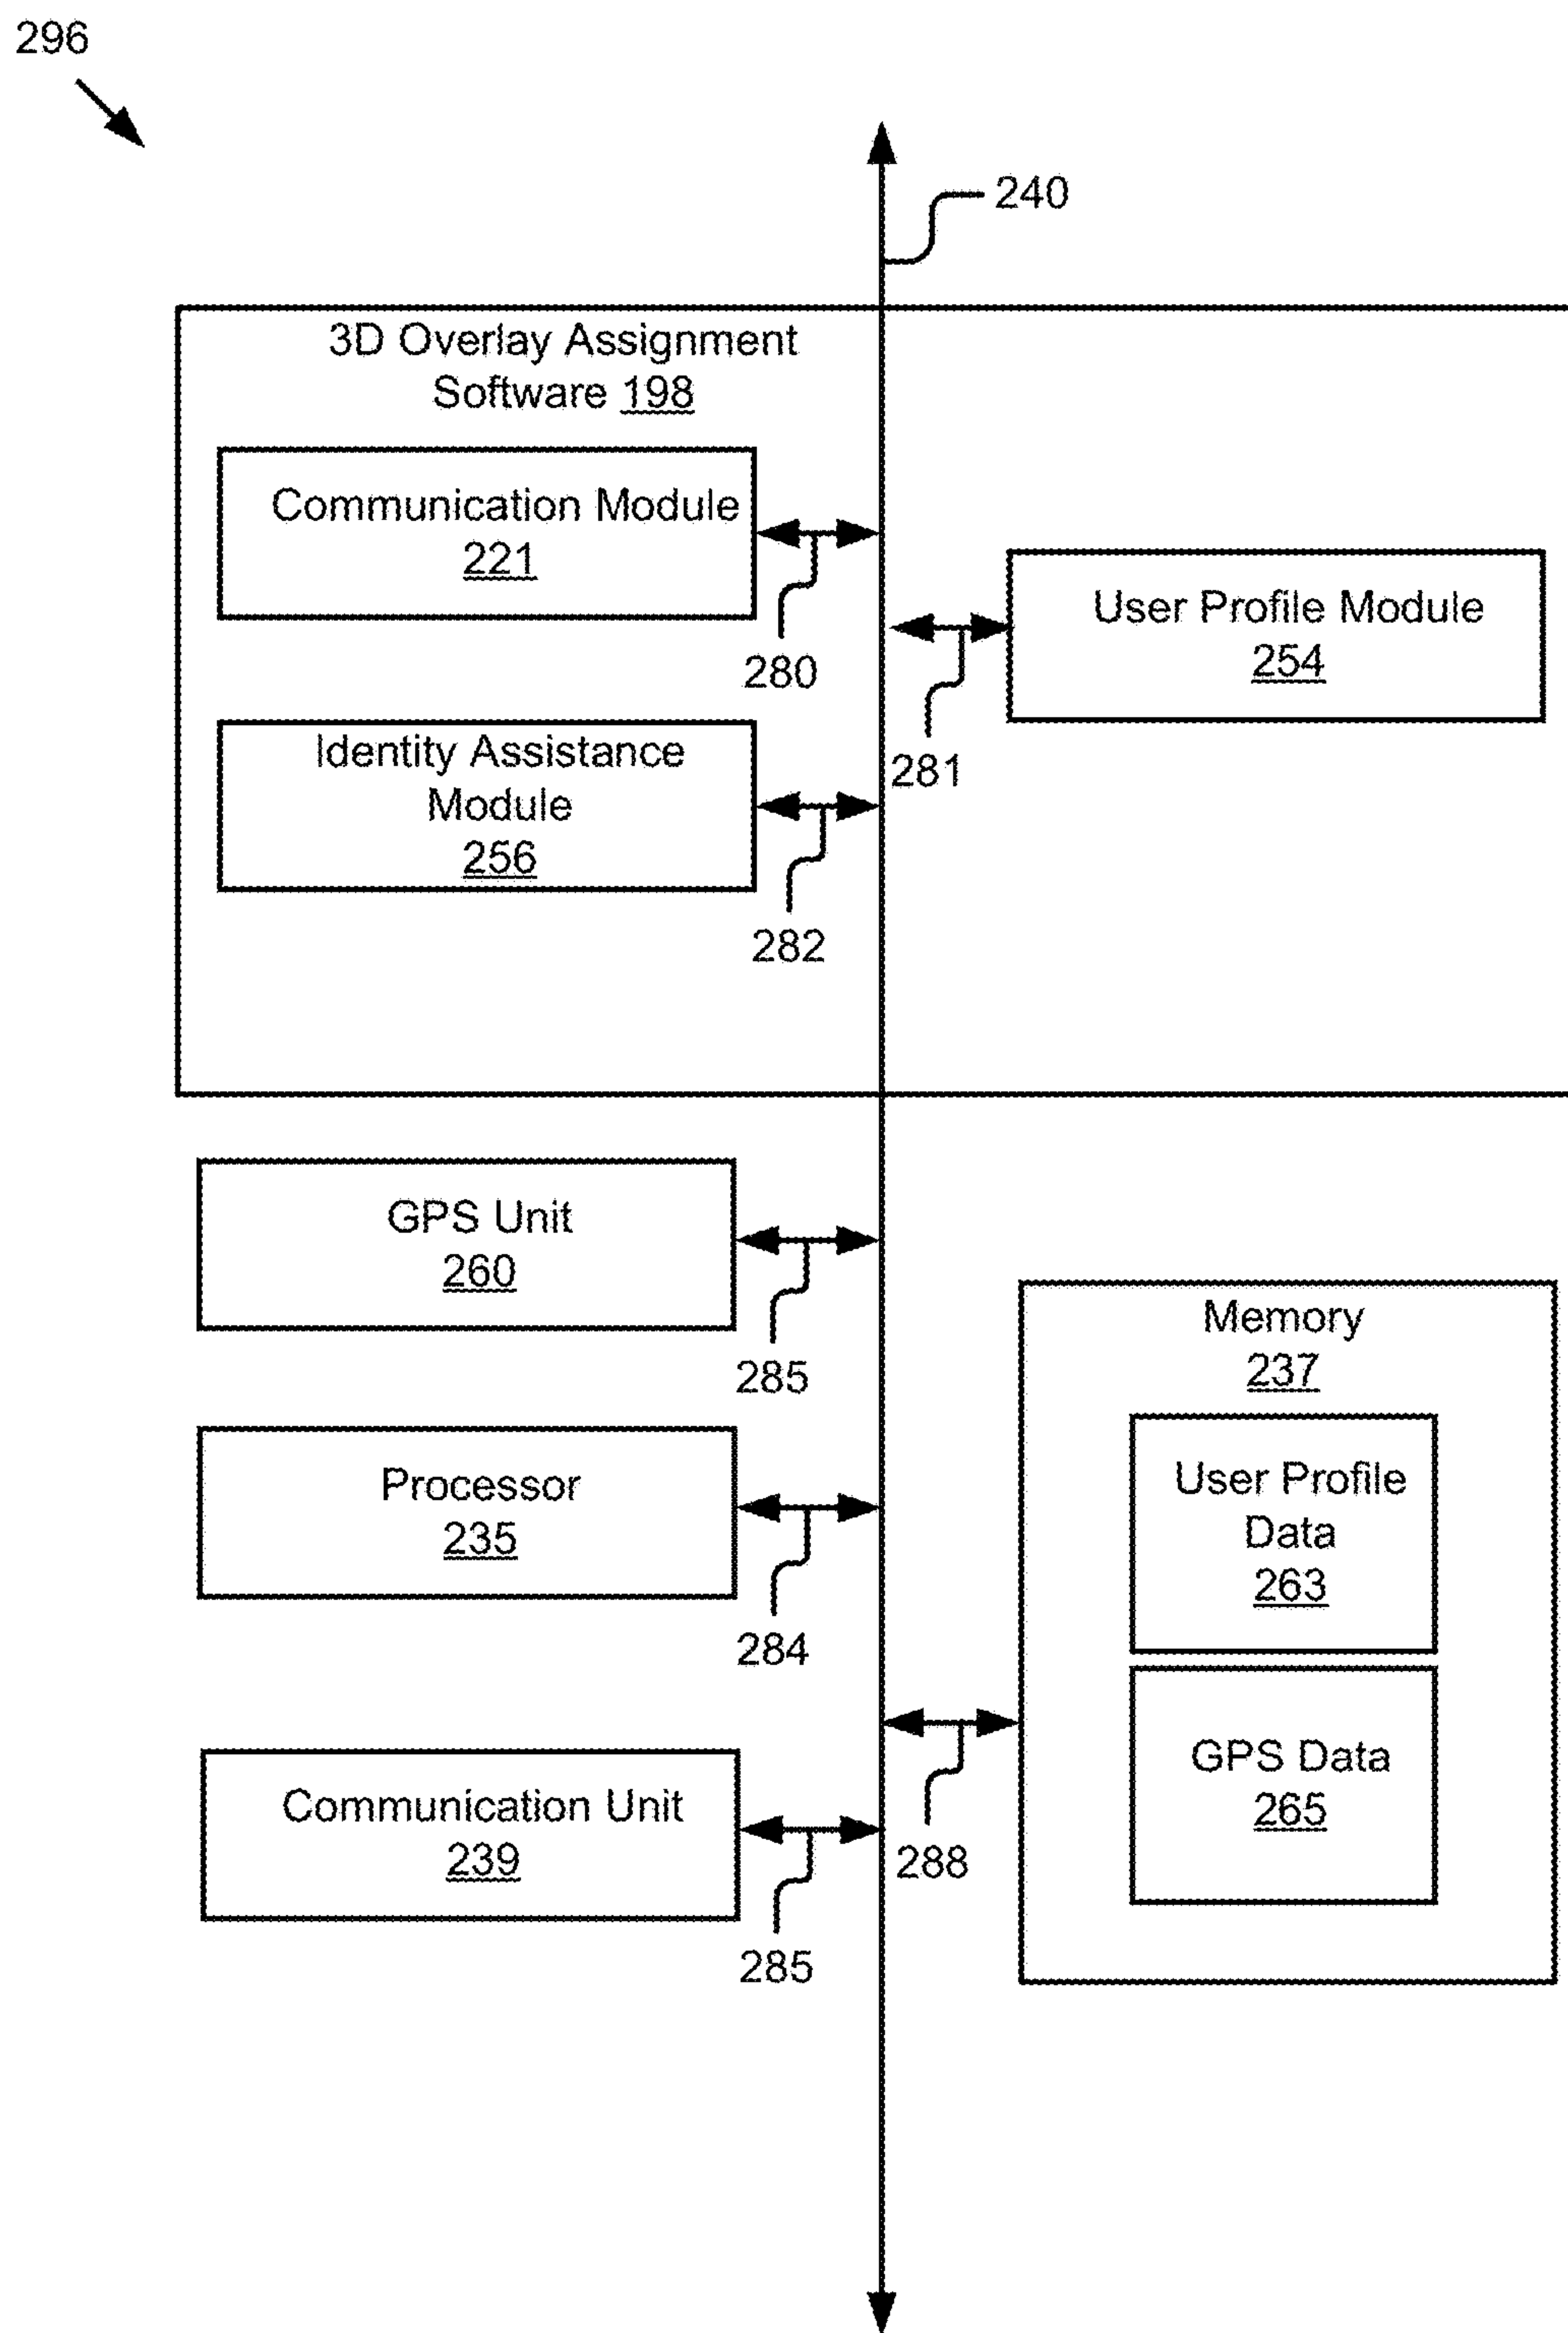 296
240
3D Overlay Assignment
Software 198
Communication Module
221
280
User Profile Module
254
281
Identity Assistance
Module
256
282
GPS Unit
260
285
Processor
235
284
Communication Unit
239
285
Memory
237
User Profile
Data
263
GPS Data
265
288